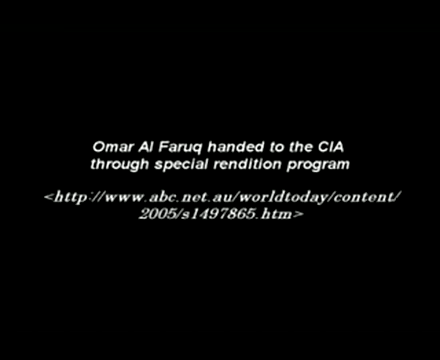 Omar Al Faruq handed to the CIA
through special rendition program
<http://www.abc.net.au/worldtoday/content/
2005/s1497865.htm>